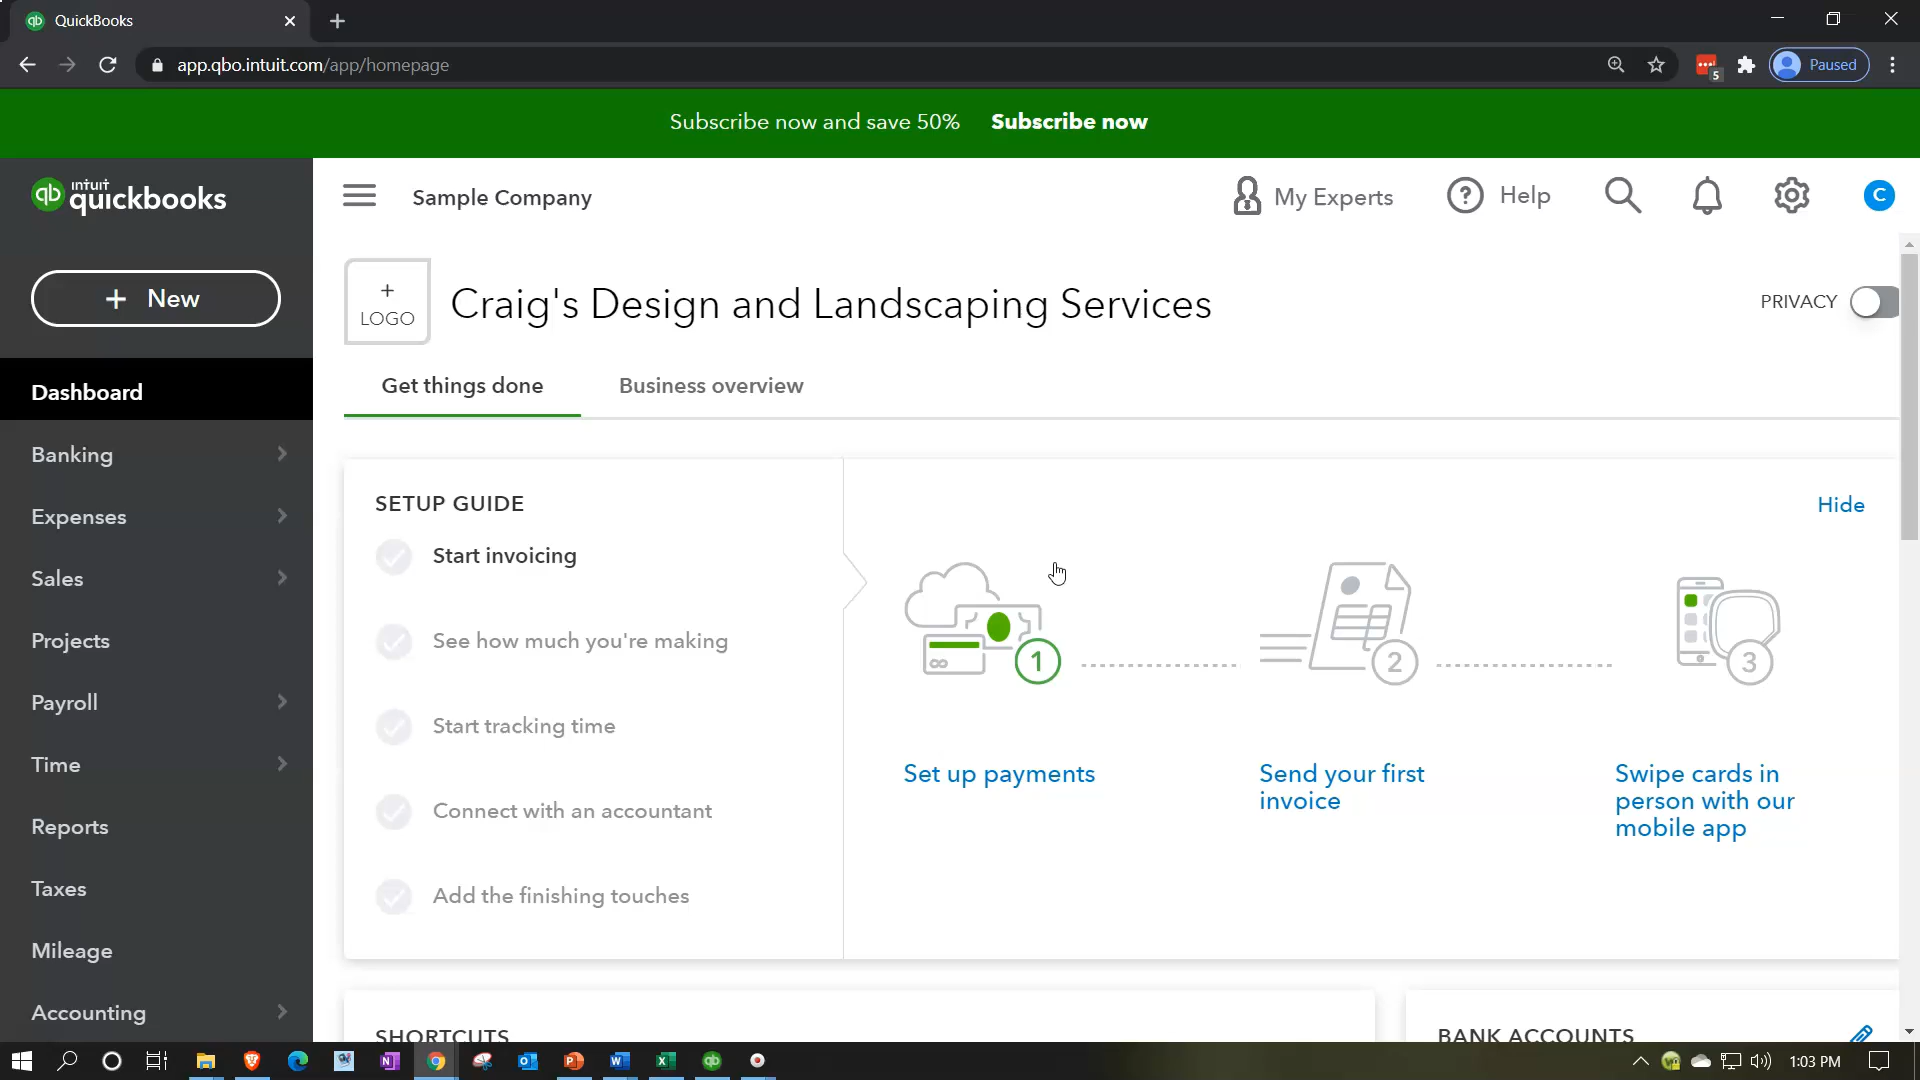 QuickBooks
app.qbo.intuit.com/app/homepage
5
Paused
Subscribe now and save 50% Subscribe now
qb intuit quickbooks
Sample Company
My Experts
? Help
C
+ New
+
LOGO
Craig's Design and Landscaping Services
PRIVACY
Get things done
Business overview
Dashboard
Banking
Expenses
Sales
Projects
Payroll
Time
Reports
Taxes
Mileage
Accounting
SETUP GUIDE
Hide
Start invoicing
See how much you're making
Start tracking time
Connect with an accountant
Add the finishing touches
1
2
3
Set up payments
Send your first
invoice
Swipe cards in
person with our
mobile app
SHORTCUTS
BANK ACCOUNTS
1:03 PM